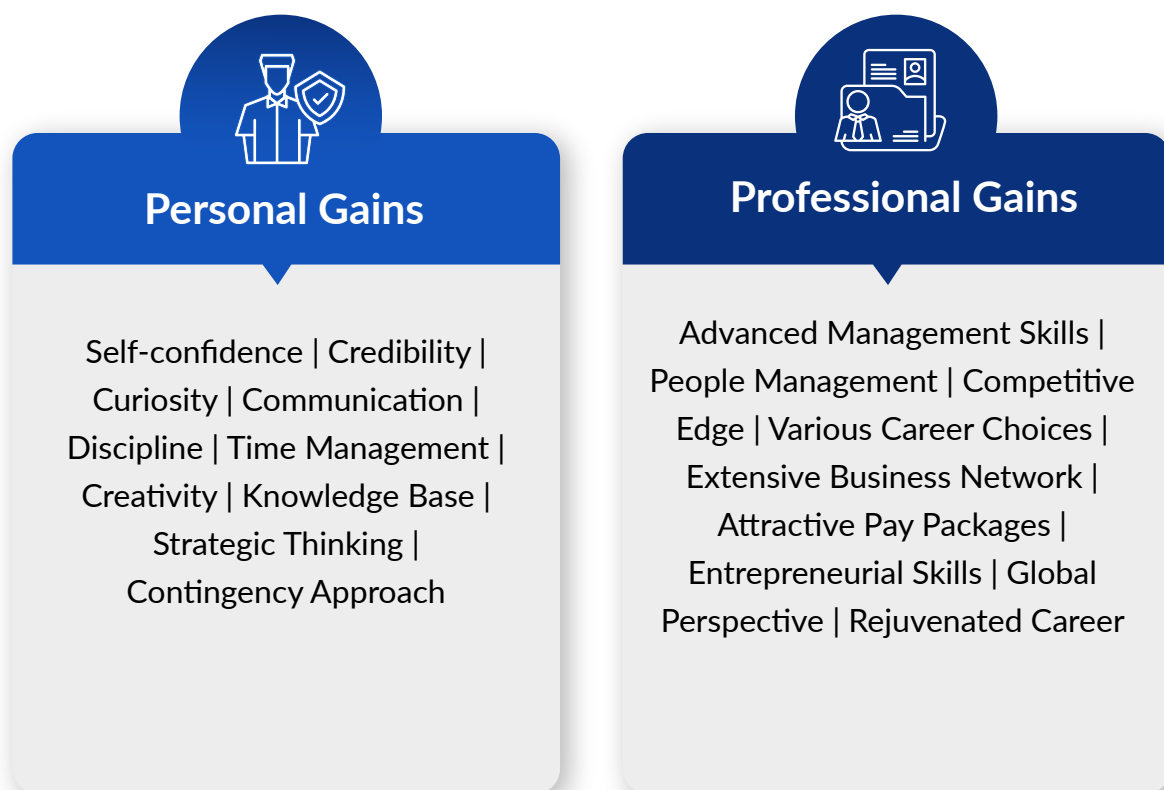 Personal Gains
Self-confidence | Credibility |
Curiosity | Communication |
Discipline | Time Management |
Creativity | Knowledge Base |
Strategic Thinking |
Contingency Approach
Professional Gains
Advanced Management Skills |
People Management | Competitive
Edge | Various Career Choices |
Extensive Business Network |
Attractive Pay Packages |
Entrepreneurial Skills | Global
Perspective | Rejuvenated Career